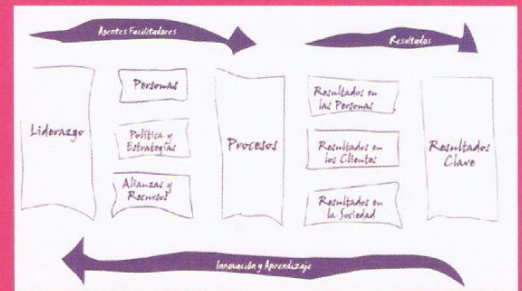 Agentes Facilitadores
Resultados
Liderazgo
Personas
Política y
Estrategias
Alianzas y
Recursos
Procesos
Resultados en
las Personas
Resultados en
los Clientes
Resultados en
la Sociedad
Resultados
Clave
Innovación y Aprendizaje